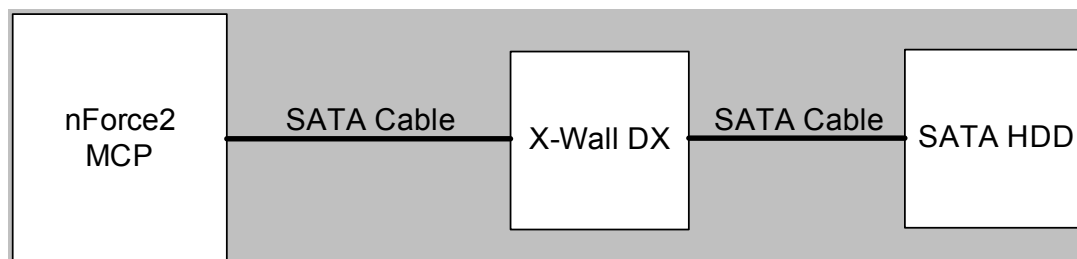 nForce2
MCP
SATA Cable
X-Wall DX
SATA Cable
SATA HDD